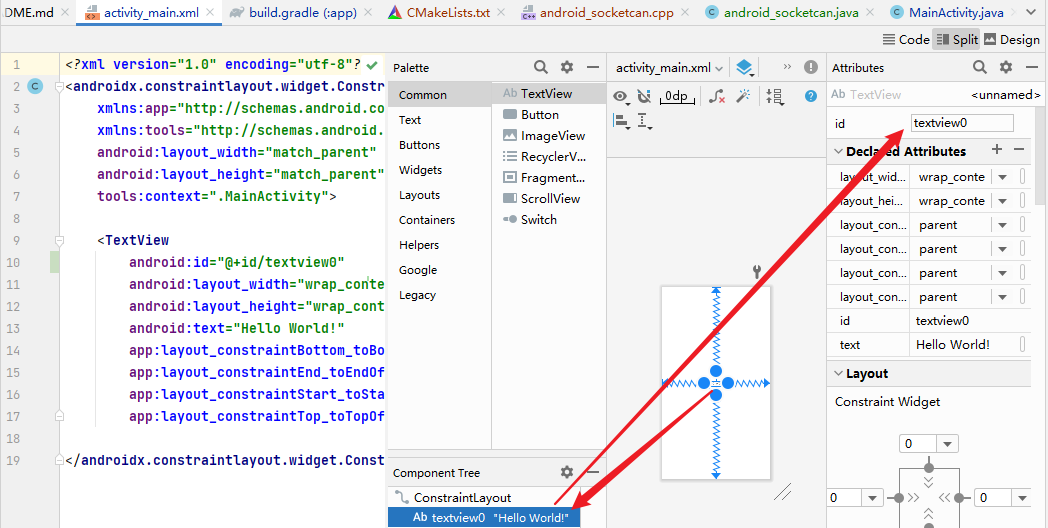 DME.md
activity_main.xml
build.gradle (:app)
CMakeLists.txt
android_socketcan.cpp
android_socketcan.java
MainActivity.java
Code
Split
Design
1 <?xml version="1.0" encoding="utf-8"?
2 <androidx.constraintlayout.widget.Constr
3 xmlns:app="http://schemas.android.co
4 xmlns:tools="http://schemas.android.
5 android:layout_width="match_parent"
6 android:layout_height="match_parent"
7 tools:context=".MainActivity">
8
9 <TextView
10 android:id="@+id/textview0"
11 android:layout_width="wrap_conte
12 android:layout_height="wrap_cont
13 android:text="Hello World!"
14 app:layout_constraintBottom_toBo
15 app:layout_constraintEnd_toEndOf
16 app:layout_constraintStart_toSta
17 app:layout_constraintTop_toTopOf
18
19 </androidx.constraintlayout.widget.Const
Palette
Common
Text
Buttons
Widgets
Layouts
Containers
Helpers
Google
Legacy
Ab TextView
Button
ImageView
RecyclerV...
Fragment...
ScrollView
Switch
Component Tree
ConstraintLayout
Ab textview0 "Hello World!"
activity_main.xml
0dp
Attributes
Ab TextView <unnamed>
id textview0
Declared Attributes
layout_wid... wrap_conte
layout_hei... wrap_conte
layout_con... parent
layout_con... parent
layout_con... parent
layout_con... parent
id textview0
text Hello World!
Layout
Constraint Widget
0
0
0